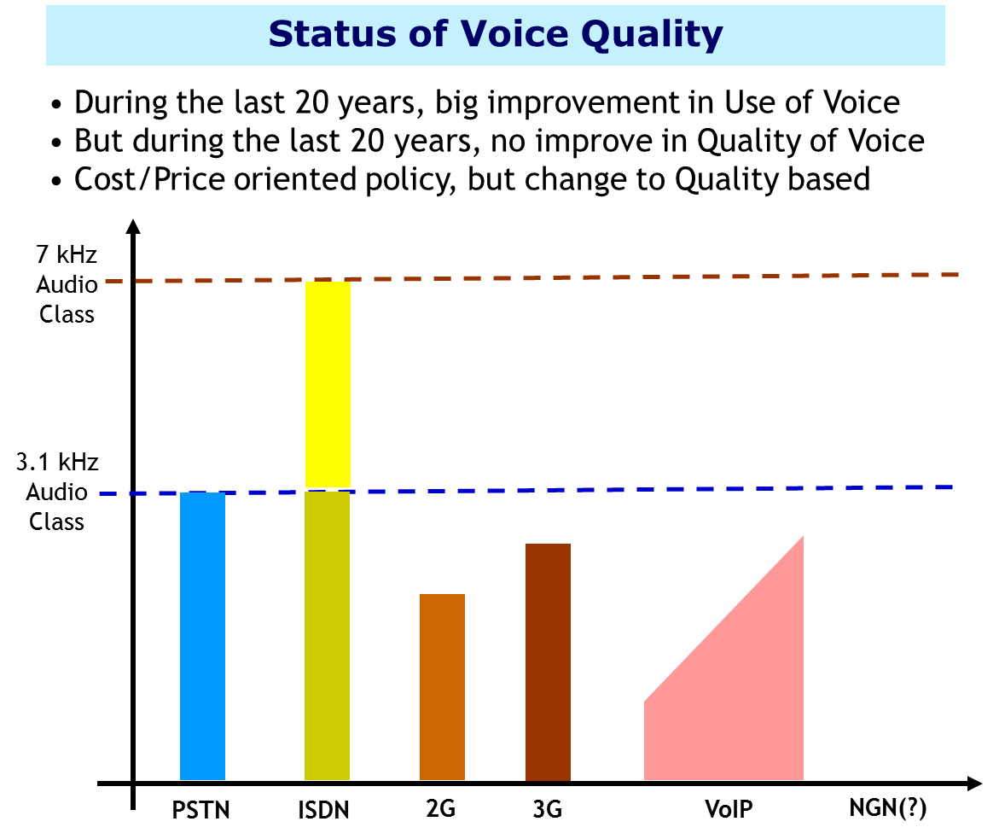 Status of Voice Quality
• During the last 20 years, big improvement in Use of Voice
• But during the last 20 years, no improve in Quality of Voice
• Cost/Price oriented policy, but change to Quality based
7 kHz
Audio
Class
3.1 kHz
Audio
Class
PSTN ISDN 2G 3G VoIP NGN(?)